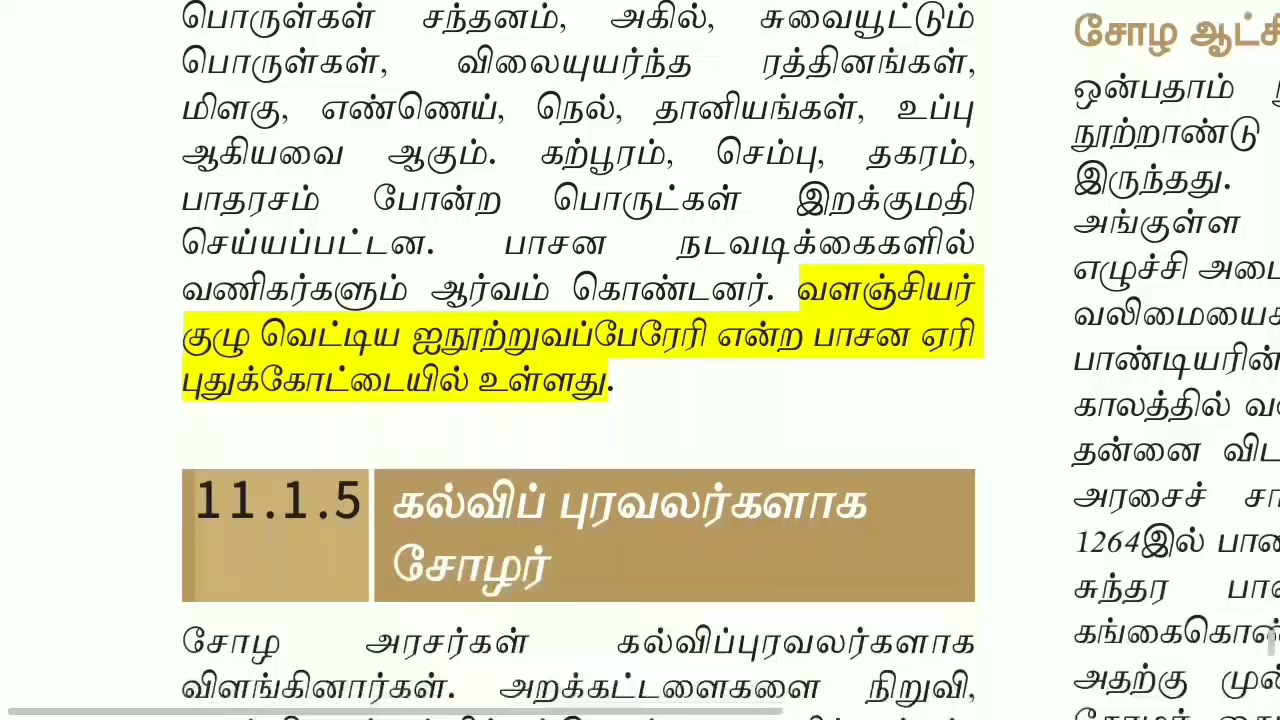 பொருள்கள் சந்தனம், அகில், சுவையூட்டும்
பொருள்கள், விலையுயர்ந்த ரத்தினங்கள்,
மிளகு, எண்ணெய், நெல், தானியங்கள், உப்பு
ஆகியவை ஆகும். கற்பூரம், செம்பு, தகரம்,
பாதரசம் போன்ற பொருட்கள் இறக்குமதி
செய்யப்பட்டன. பாசன நடவடிக்கைகளில்
வணிகர்களும் ஆர்வம் கொண்டனர். வளஞ்சியர்
குழு வெட்டிய ஐநூற்றுவப்பேரேரி என்ற பாசன ஏரி
புதுக்கோட்டையில் உள்ளது.
11.1.5 கல்விப் புரவலர்களாக
சோழர்
சோழ அரசர்கள் கல்விப்புரவலர்களாக
விளங்கினார்கள். அறக்கட்டளைகளை நிறுவி,
சோழ
ஒன்பதாம்
நூற்றாண்டு
இருந்தது.
அங்குள்ள
எழுச்சி
பாண்டியரின்
காலத்தில்
தன்னை
அரசைச்
1264இல்
சுந்தர
அதற்கு